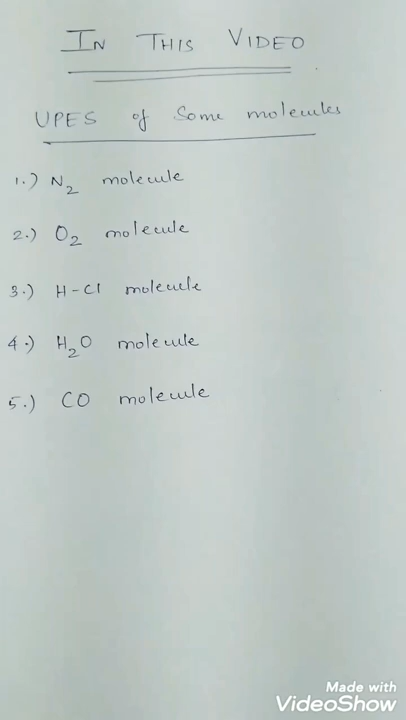 IN THIS VIDEO
UPES of Some molecules
1.) N₂ molecule
2.) O₂ molecule
3.) H-Cl molecule
4.) H₂O molecule
5.) CO molecule
Made with
VideoShow